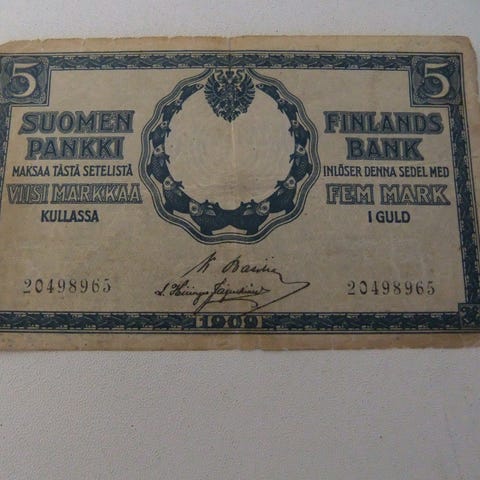 5 5
SUOMEN
PANKKI
MAKSAA TÄSTÄ SETELISTÄ
VIISI MARKKAA
KULLASSA
FINLANDS
BANK
INLÖSER DENNA SEDEL MED
FEM MARK
I GULD
20498965 20498965
1909